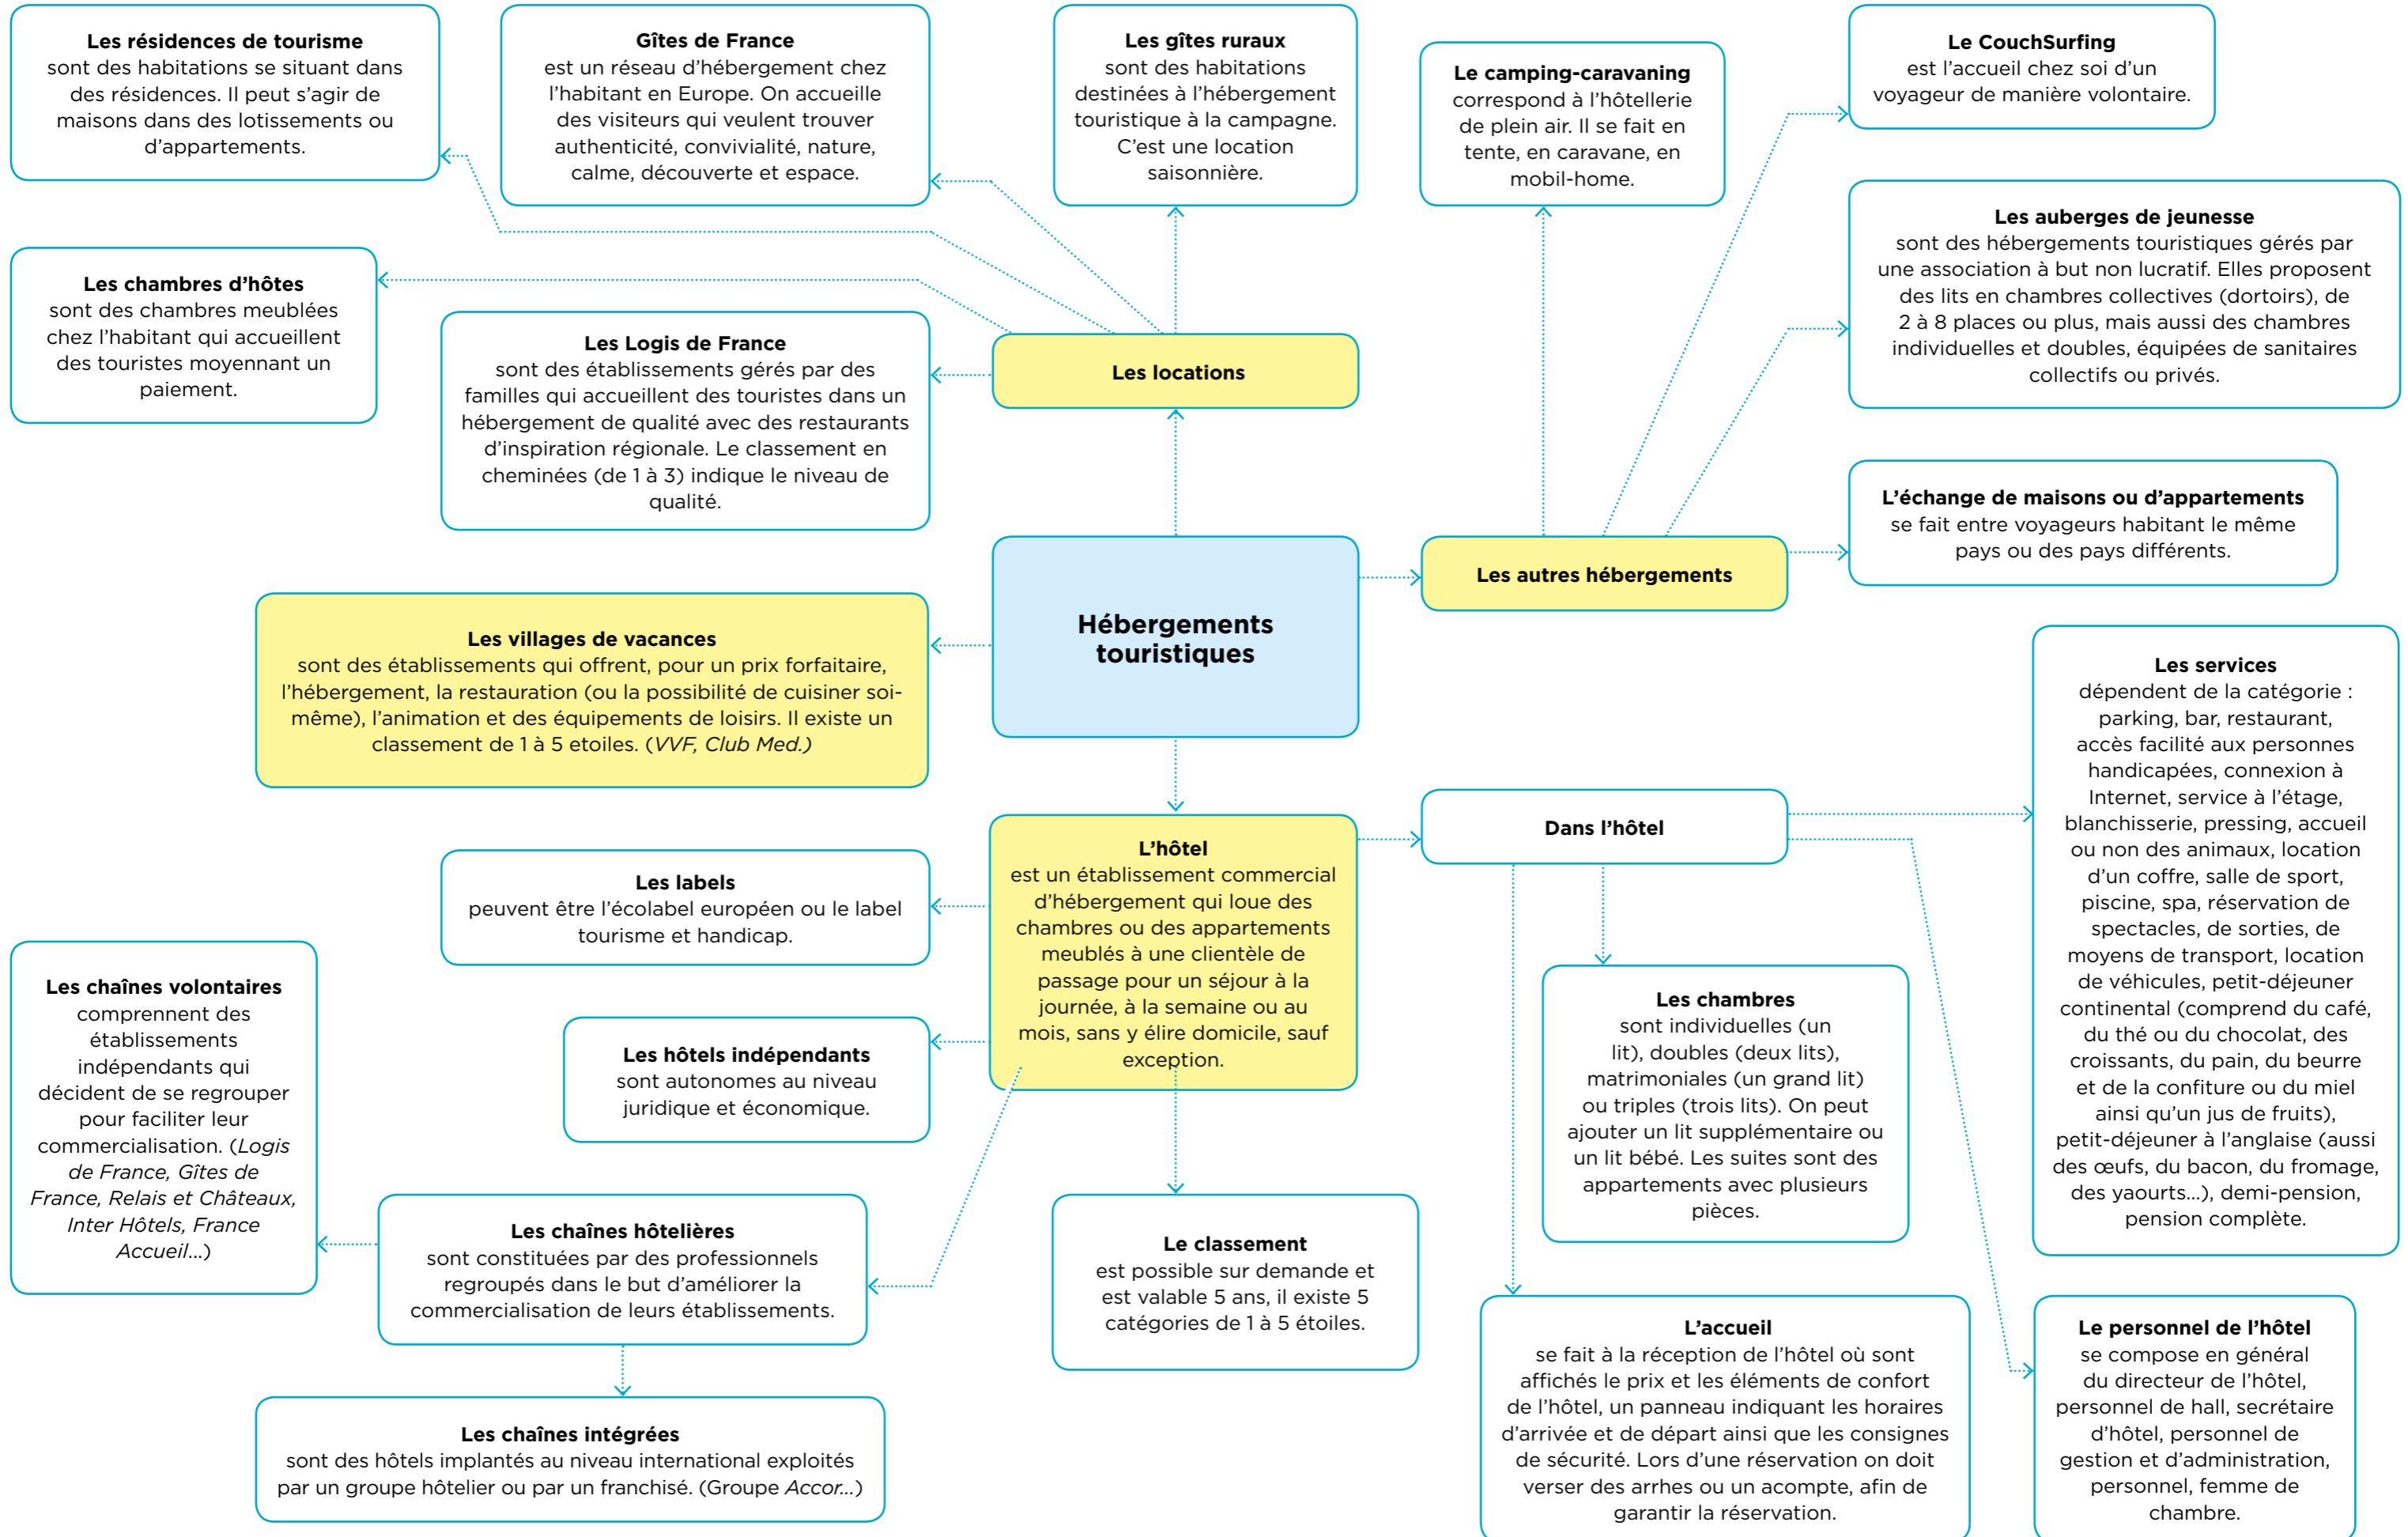 Les résidences de tourisme
sont des habitations se situant dans
des résidences. Il peut s’agir de
maisons dans des lotissements ou
d’appartements.
Gîtes de France
est un réseau d’hébergement chez
l’habitant en Europe. On accueille
des visiteurs qui veulent trouver
authenticité, convivialité, nature,
calme, découverte et espace.
Les gîtes ruraux
sont des habitations
destinées à l’hébergement
touristique à la campagne.
C’est une location
saisonnière.
Le camping-caravaning
correspond à l’hôtellerie
de plein air. Il se fait en
tente, en caravane, en
mobil-home.
Le CouchSurfing
est l’accueil chez soi d’un
voyageur de manière volontaire.
Les auberges de jeunesse
sont des hébergements touristiques gérés par
une association à but non lucratif. Elles proposent
des lits en chambres collectives (dortoirs), de
2 à 8 places ou plus, mais aussi des chambres
individuelles et doubles, équipées de sanitaires
collectifs ou privés.
Les chambres d’hôtes
sont des chambres meublées
chez l’habitant qui accueillent
des touristes moyennant un
paiement.
Les Logis de France
sont des établissements gérés par des
familles qui accueillent des touristes dans un
hébergement de qualité avec des restaurants
d’inspiration régionale. Le classement en
cheminées (de 1 à 3) indique le niveau de
qualité.
Les locations
L’échange de maisons ou d’appartements
se fait entre voyageurs habitant le même
pays ou des pays différents.
Les autres hébergements
Hébergements
touristiques
Les villages de vacances
sont des établissements qui offrent, pour un prix forfaitaire,
l’hébergement, la restauration (ou la possibilité de cuisiner soi-
même), l’animation et des équipements de loisirs. Il existe un
classement de 1 à 5 etoiles. (VVF, Club Med.)
Les services
dépendent de la catégorie :
parking, bar, restaurant,
accès facilité aux personnes
handicapées, connexion à
Internet, service à l’étage,
blanchisserie, pressing, accueil
ou non des animaux, location
d’un coffre, salle de sport,
piscine, spa, réservation de
spectacles, de sorties, de
moyens de transport, location
de véhicules, petit-déjeuner
continental (comprend du café,
du thé ou du chocolat, des
croissants, du pain, du beurre
et de la confiture ou du miel
ainsi qu’un jus de fruits),
petit-déjeuner à l’anglaise (aussi
des œufs, du bacon, du fromage,
des yaourts...), demi-pension,
pension complète.
Dans l’hôtel
L’hôtel
est un établissement commercial
d’hébergement qui loue des
chambres ou des appartements
meublés à une clientèle de
passage pour un séjour à la
journée, à la semaine ou au
mois, sans y élire domicile, sauf
exception.
Les labels
peuvent être l’écolabel européen ou le label
tourisme et handicap.
Les chaînes volontaires
comprennent des
établissements
indépendants qui
décident de se regrouper
pour faciliter leur
commercialisation. (Logis
de France, Gîtes de
France, Relais et Châteaux,
Inter Hôtels, France
Accueil...)
Les hôtels indépendants
sont autonomes au niveau
juridique et économique.
Les chambres
sont individuelles (un
lit), doubles (deux lits),
matrimoniales (un grand lit)
ou triples (trois lits). On peut
ajouter un lit supplémentaire ou
un lit bébé. Les suites sont des
appartements avec plusieurs
pièces.
Les chaînes hôtelières
sont constituées par des professionnels
regroupés dans le but d’améliorer la
commercialisation de leurs établissements.
Le classement
est possible sur demande et
est valable 5 ans, il existe 5
catégories de 1 à 5 étoiles.
L’accueil
se fait à la réception de l’hôtel où sont
affichés le prix et les éléments de confort
de l’hôtel, un panneau indiquant les horaires
d’arrivée et de départ ainsi que les consignes
de sécurité. Lors d’une réservation on doit
verser des arrhes ou un acompte, afin de
garantir la réservation.
Le personnel de l’hôtel
se compose en général
du directeur de l’hôtel,
personnel de hall, secrétaire
d’hôtel, personnel de
gestion et d’administration,
personnel, femme de
chambre.
Les chaînes intégrées
sont des hôtels implantés au niveau international exploités
par un groupe hôtelier ou par un franchisé. (Groupe Accor...)